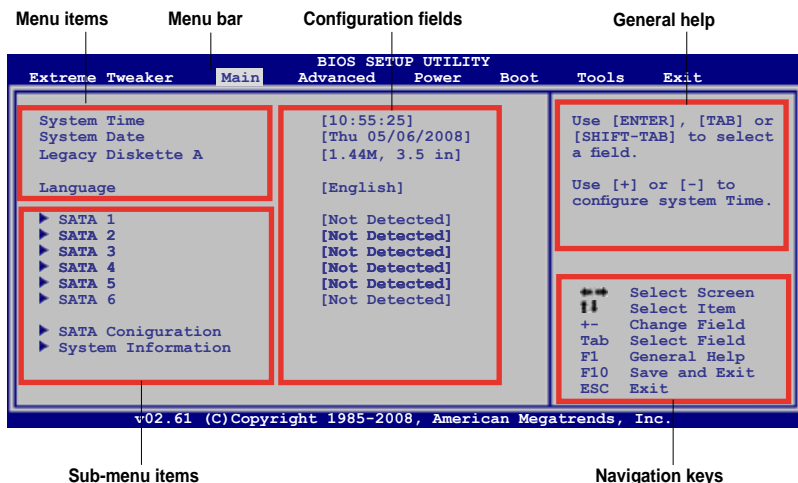 Menu items Menu bar Configuration fields General help
BIOS SETUP UTILITY
Extreme Tweaker Main Advanced Power Boot Tools Exit
System Time [10:55:25]
System Date [Thu 05/06/2008]
Legacy Diskette A [1.44M, 3.5 in]
Language [English]
SATA 1 [Not Detected]
SATA 2 [Not Detected]
SATA 3 [Not Detected]
SATA 4 [Not Detected]
SATA 5 [Not Detected]
SATA 6 [Not Detected]
SATA Coniguration
System Information
Use [ENTER], [TAB] or
[SHIFT-TAB] to select
a field.
Use [+] or [-] to
configure system Time.
Select Screen
Select Item
+- Change Field
Tab Select Field
F1 General Help
F10 Save and Exit
ESC Exit
v02.61 (C)Copyright 1985-2008, American Megatrends, Inc.
Sub-menu items Navigation keys